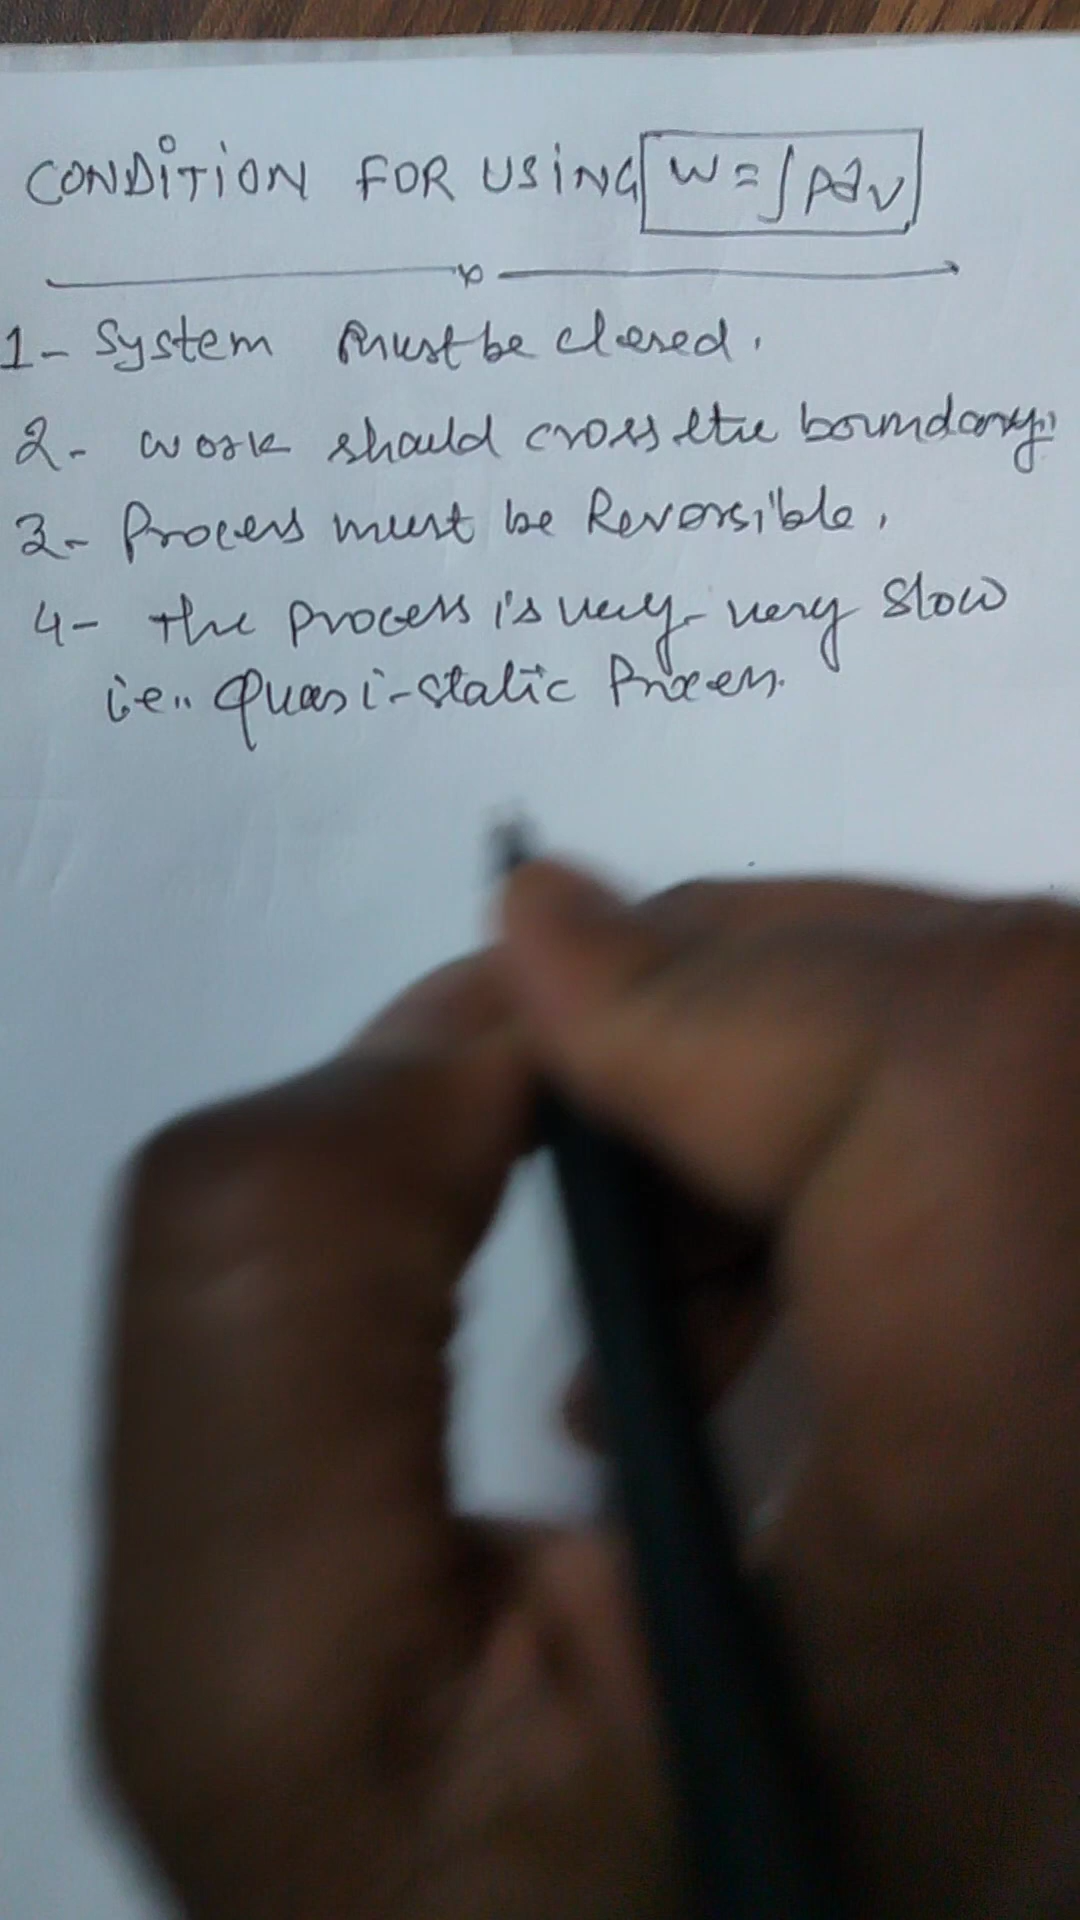 CONDITION FOR USING W=∫PdV
1- System must be closed.
2- work should cross the boundary.
3- Process must be Reversible.
4- the process is very-very slow
i.e.. Quasi-static Process.